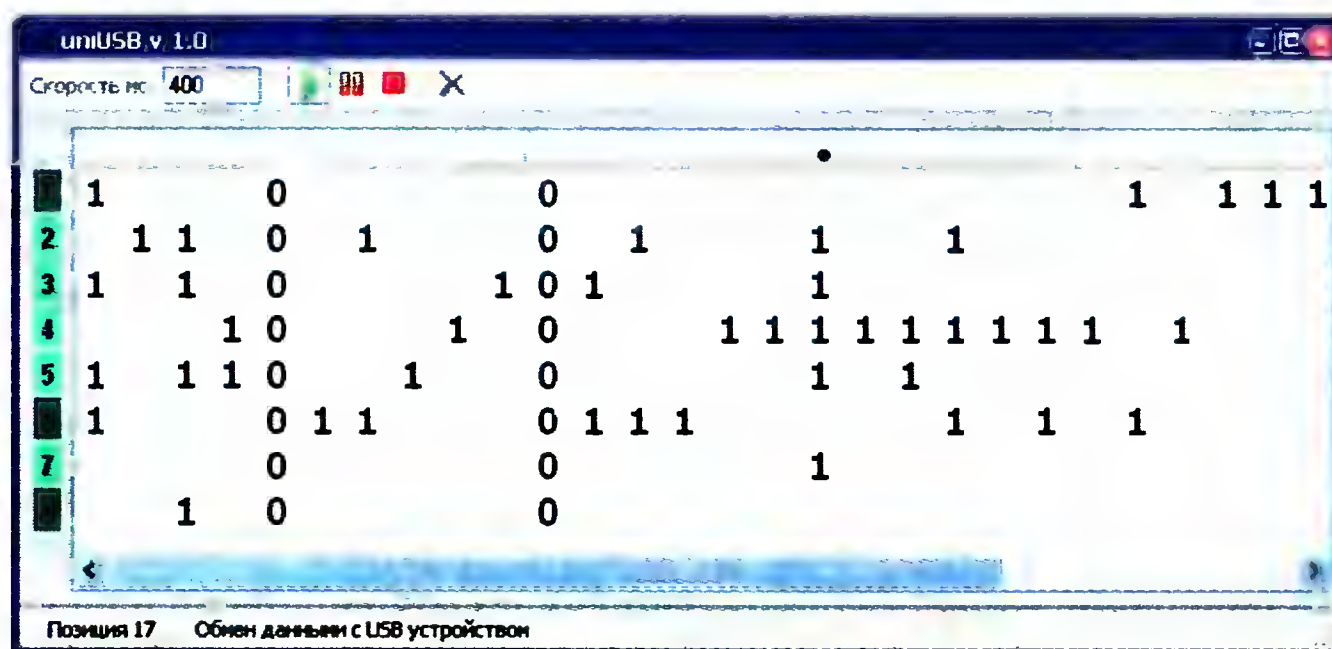 uniUSB v 1.0
Скорость мс 400
1 0 0 1 1 1 1
2 1 1 0 1 0 1 1 1
3 1 1 0 1 0 1 1
4 1 0 1 0 1 1 1 1 1 1 1 1 1 1
5 1 1 1 0 1 0 1 1
1 0 1 1 0 1 1 1 1 1 1
7 0 0 1
1 0 0
Позиция 17 Обмен данными с USB устройством